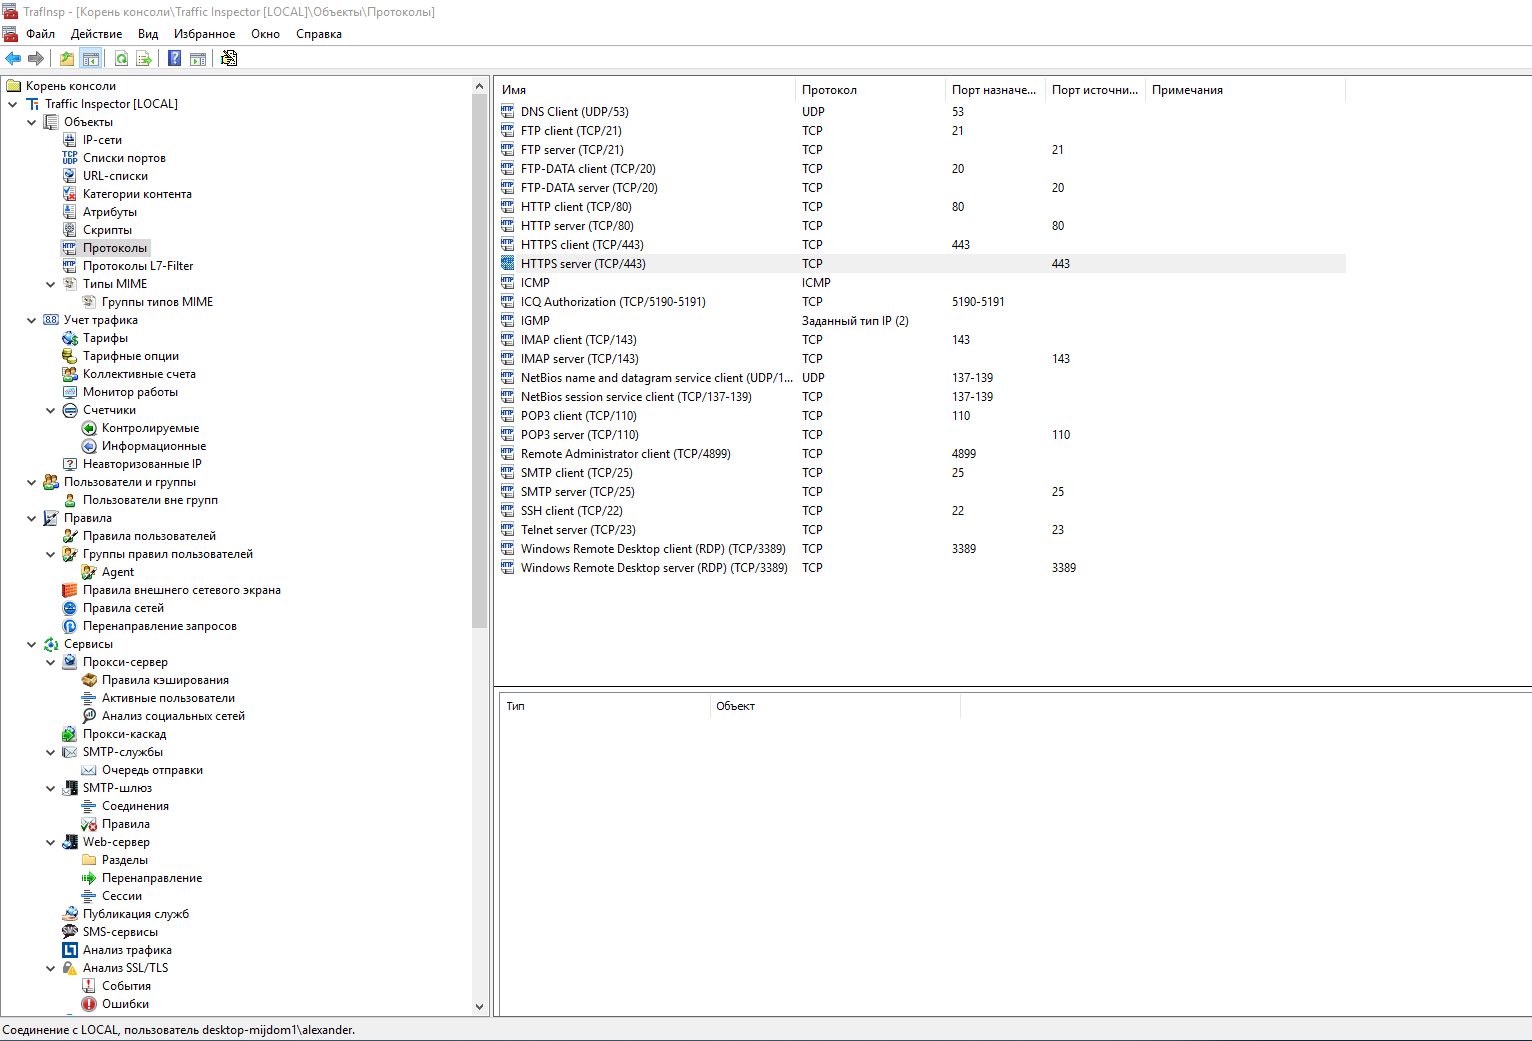 TrafInsp - [Корень консоли\Traffic Inspector [LOCAL]\Объекты\Протоколы]
Файл Действие Вид Избранное Окно Справка
Корень консоли
Traffic Inspector [LOCAL]
Объекты
IP-сети
Списки портов
URL-списки
Категории контента
Атрибуты
Скрипты
Протоколы
Протоколы L7-Filter
Типы MIME
Группы типов MIME
Учет трафика
Тарифы
Тарифные опции
Коллективные счета
Монитор работы
Счетчики
Контролируемые
Информационные
Неавторизованные IP
Пользователи и группы
Пользователи вне групп
Правила
Правила пользователей
Группы правил пользователей
Agent
Правила внешнего сетевого экрана
Правила сетей
Перенаправление запросов
Сервисы
Прокси-сервер
Правила кэширования
Активные пользователи
Анализ социальных сетей
Прокси-каскад
SMTP-службы
Очередь отправки
SMTP-шлюз
Соединения
Правила
Web-сервер
Разделы
Перенаправление
Сессии
Публикация служб
SMS-сервисы
Анализ трафика
Анализ SSL/TLS
События
Ошибки
Имя Протокол Порт назначе... Порт источни... Примечания
DNS Client (UDP/53) UDP 53
FTP client (TCP/21) TCP 21
FTP server (TCP/21) TCP 21
FTP-DATA client (TCP/20) TCP 20
FTP-DATA server (TCP/20) TCP 20
HTTP client (TCP/80) TCP 80
HTTP server (TCP/80) TCP 80
HTTPS client (TCP/443) TCP 443
HTTPS server (TCP/443) TCP 443
ICMP ICMP
ICQ Authorization (TCP/5190-5191) TCP 5190-5191
IGMP Заданный тип IP (2)
IMAP client (TCP/143) TCP 143
IMAP server (TCP/143) TCP 143
NetBios name and datagram service client (UDP/1... UDP 137-139
NetBios session service client (TCP/137-139) TCP 137-139
POP3 client (TCP/110) TCP 110
POP3 server (TCP/110) TCP 110
Remote Administrator client (TCP/4899) TCP 4899
SMTP client (TCP/25) TCP 25
SMTP server (TCP/25) TCP 25
SSH client (TCP/22) TCP 22
Telnet server (TCP/23) TCP 23
Windows Remote Desktop client (RDP) (TCP/3389) TCP 3389
Windows Remote Desktop server (RDP) (TCP/3389) TCP 3389
Тип Объект
Соединение с LOCAL, пользователь desktop-mijdom1\alexander.